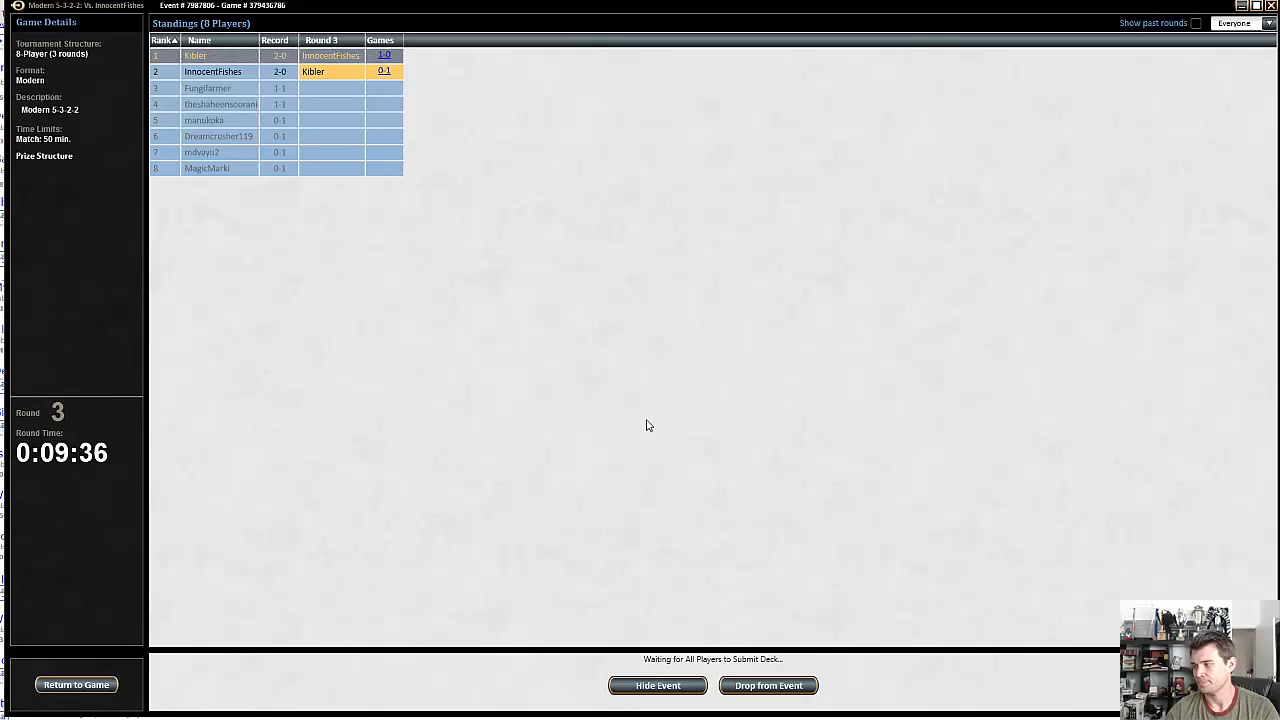 Modern 5-3-2-2: Vs. InnocentFishes Event # 7987806 - Game # 379436786
Game Details
Standings (8 Players)
Show past rounds
Everyone
Tournament Structure:
8-Player (3 rounds)
Format:
Modern
Description:
Modern 5-3-2-2
Time Limits:
Match: 50 min.
Prize Structure
Rank Name Record Round 3 Games
1 Kibler 2-0 InnocentFishes 1-0
2 InnocentFishes 2-0 Kibler 0-1
3 Fungifarmer 1-1
4 theshaheensoorani 1-1
5 manukoka 0-1
6 Dreamcrusher119 0-1
7 mdvayu2 0-1
8 MagicMarki 0-1
Round 3
Round Time:
0:09:36
Waiting for All Players to Submit Deck...
Return to Game
Hide Event
Drop from Event